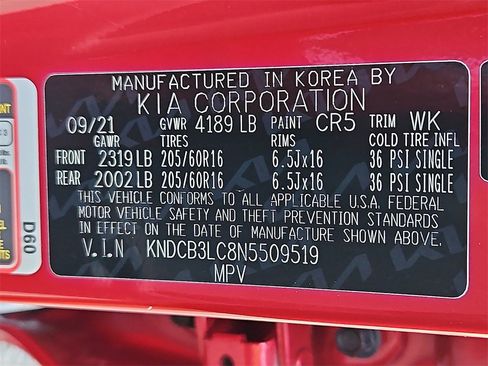 MANUFACTURED IN KOREA BY
KIA CORPORATION
09/21 GVWR 4189 LB PAINT CR5 TRIM WK
GAWR TIRES RIMS COLD TIRE INFL
FRONT 2319 LB 205/60R16 6.5Jx16 36 PSI SINGLE
REAR 2002 LB 205/60R16 6.5Jx16 36 PSI SINGLE
THIS VEHICLE CONFORMS TO ALL APPLICABLE U.S.A. FEDERAL
MOTOR VEHICLE SAFETY AND THEFT PREVENTION STANDARDS
IN EFFECT ON THE DATE OF MANUFACTURE SHOWN ABOVE.
V.I.N KNDCB3LC8N5509519
MPV
D60